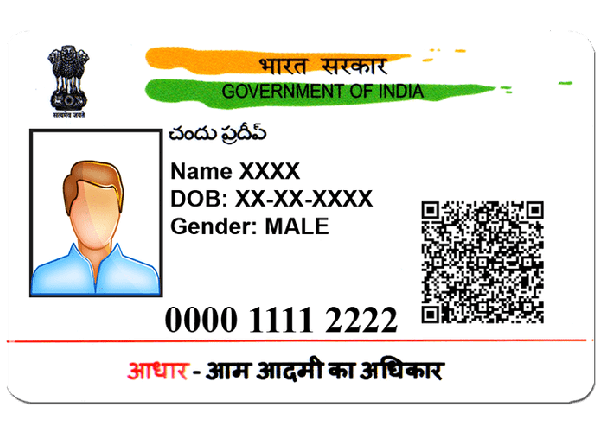 भारत सरकार
GOVERNMENT OF INDIA
सत्यमेव जयते
చందు ప్రదీప్
Name XXXX
DOB: XX-XX-XXXX
Gender: MALE
0000 1111 2222
आधार - आम आदमी का अधिकार